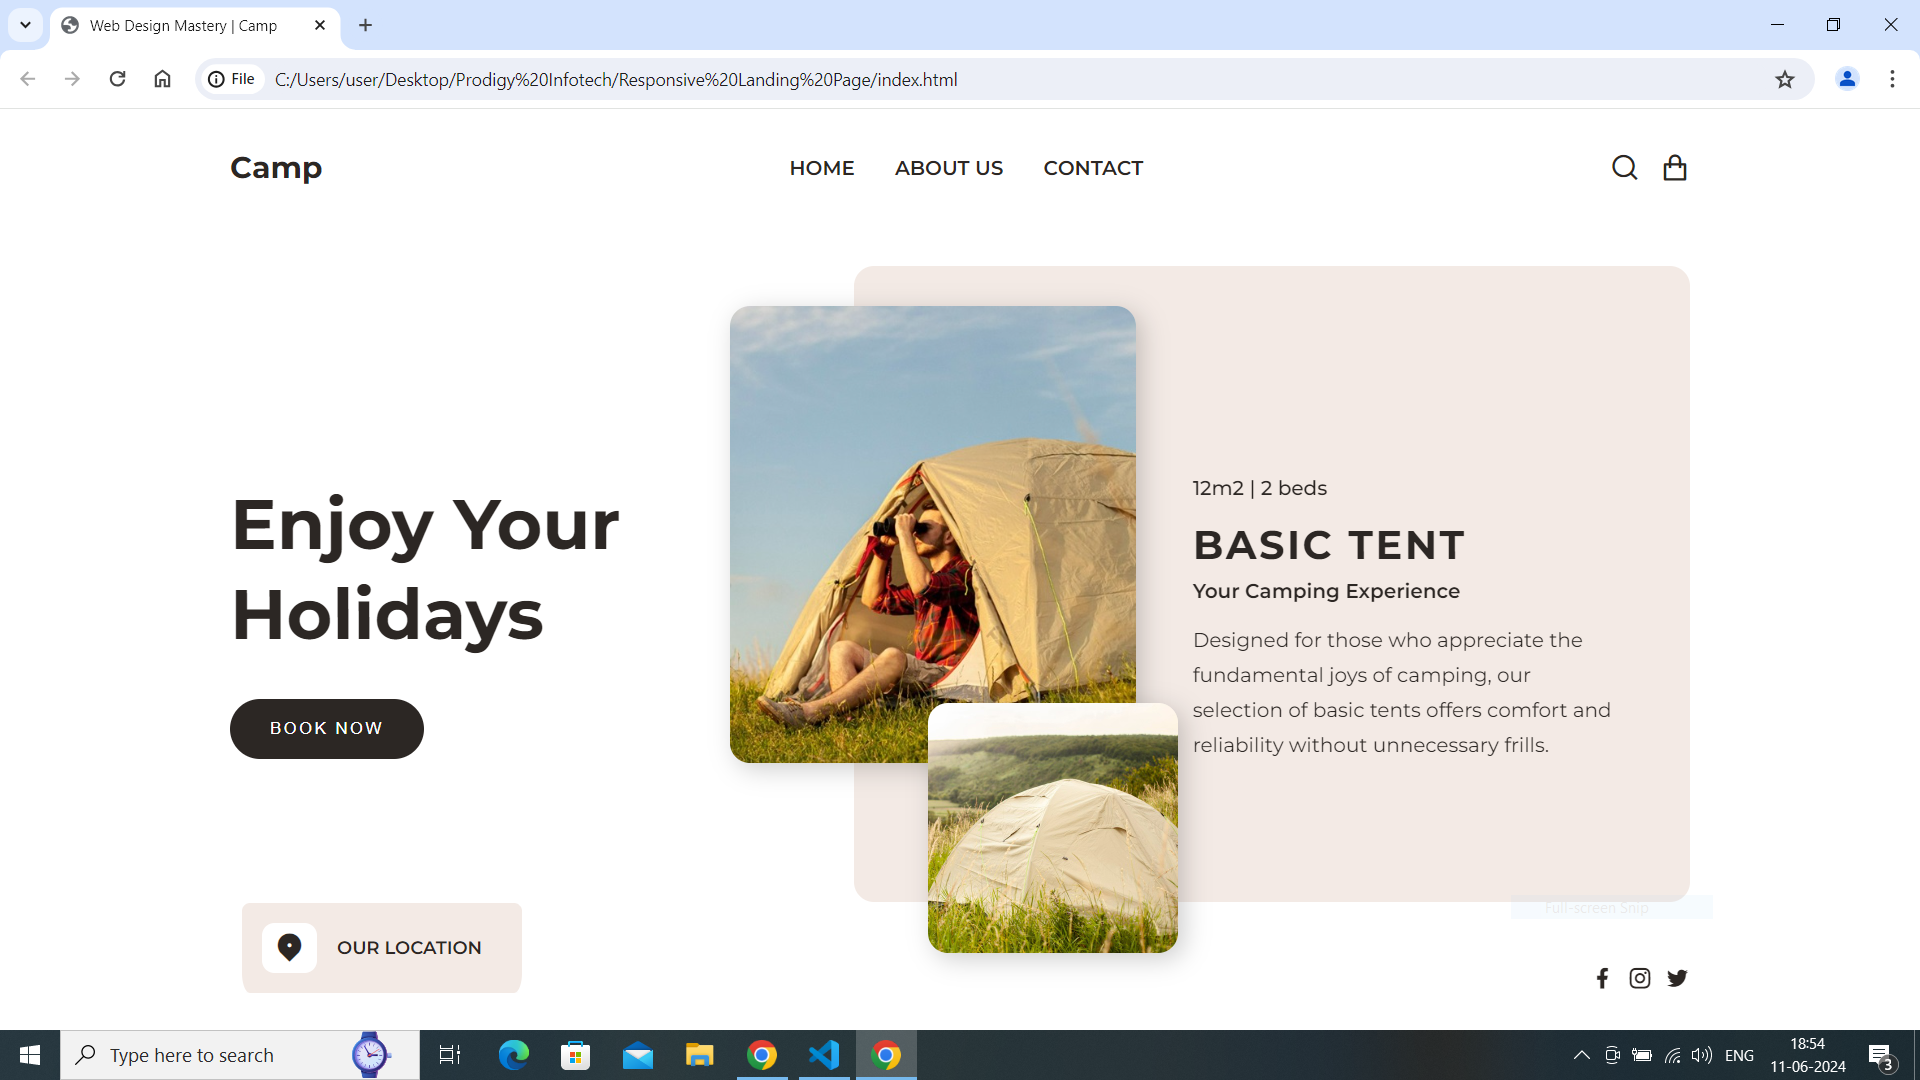 Web Design Mastery | Camp
File
C:/Users/user/Desktop/Prodigy%20Infotech/Responsive%20Landing%20Page/index.html
Camp
HOME
ABOUT US
CONTACT
Enjoy Your
Holidays
BOOK NOW
12m2 | 2 beds
BASIC TENT
Your Camping Experience
Designed for those who appreciate the
fundamental joys of camping, our
selection of basic tents offers comfort and
reliability without unnecessary frills.
OUR LOCATION
Full-screen Snip
Type here to search
ENG
18:54
11-06-2024
3